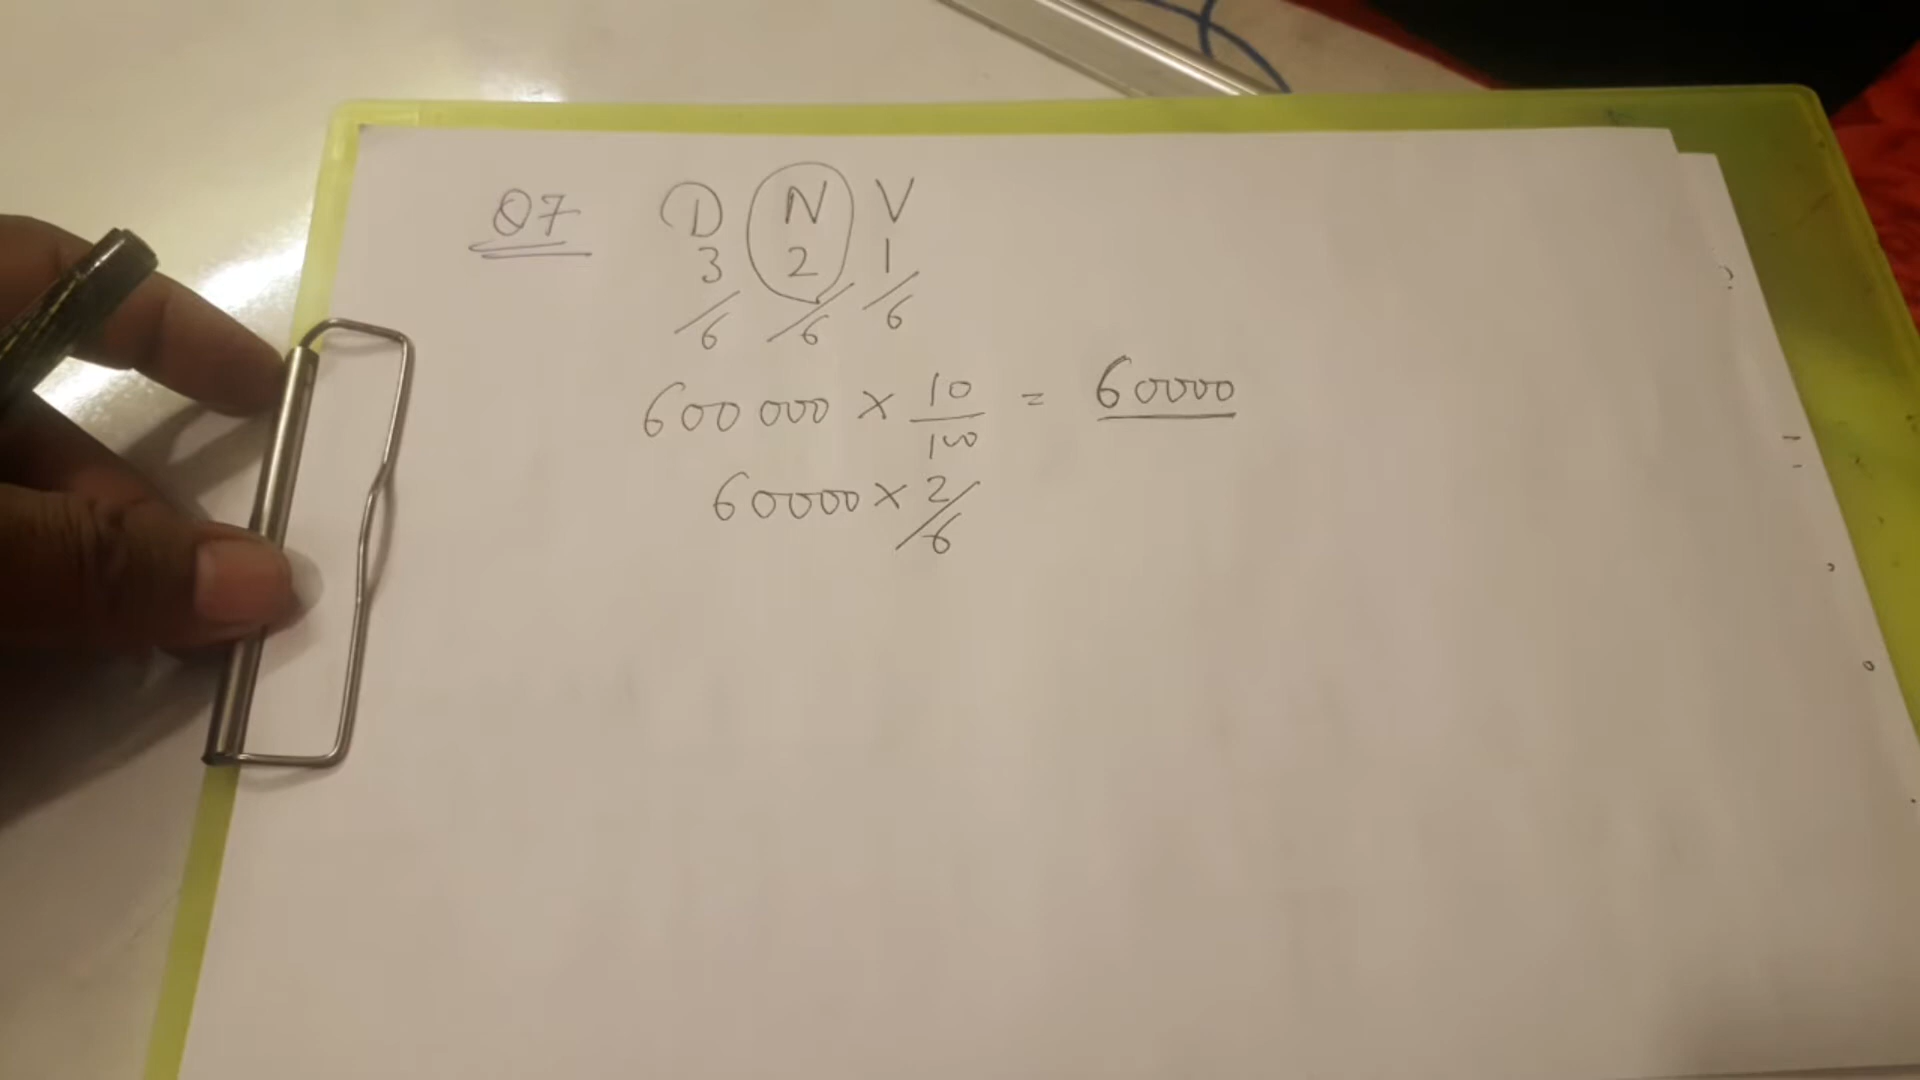 Q7 D N V
3 2 1
/6 /6 /6
600 000 × 10/100 = 60000
60000 × 2/6